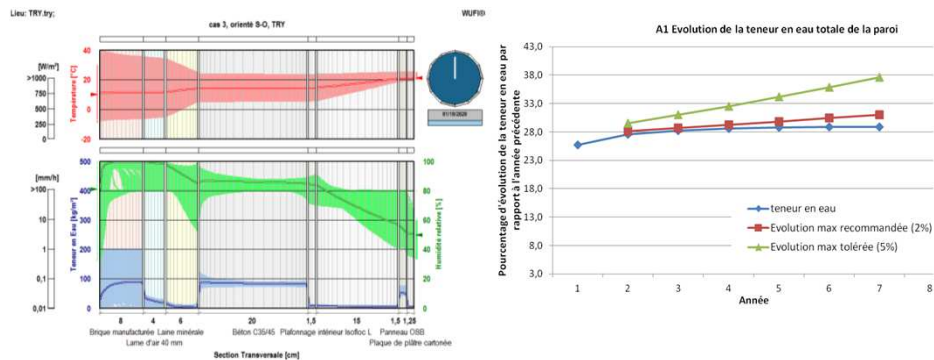 Lieu: TRY.try;
WUFI®
cas 3, orienté S-O, TRY
[W/m²]
>1000
750
500
250
0
Température [°C]
40
20
0
-20
01/10/2020
[mm/h]
>100
10
1
0,1
0,01
Teneur en Eau [kg/m³]
500
400
300
200
100
0
100
80
60
40
20
0
Humidité relative [%]
8
4
6
20
1,5
15
1,5
1,25
Brique manufacturée
Laine minérale
Béton C35/45
Plafonnage intérieur
Isofloc L
Panneau OSB
Lame d'air 40 mm
Plaque de plâtre cartonée
Section Transversale [cm]
A1 Evolution de la teneur en eau totale de la paroi
Pourcentage d'évolution de la teneur en eau par
rapport à l'année précédente
43,0
38,0
33,0
28,0
23,0
18,0
13,0
8,0
3,0
teneur en eau
Evolution max recommandée (2%)
Evolution max tolérée (5%)
1 2 3 4 5 6 7 8
Année